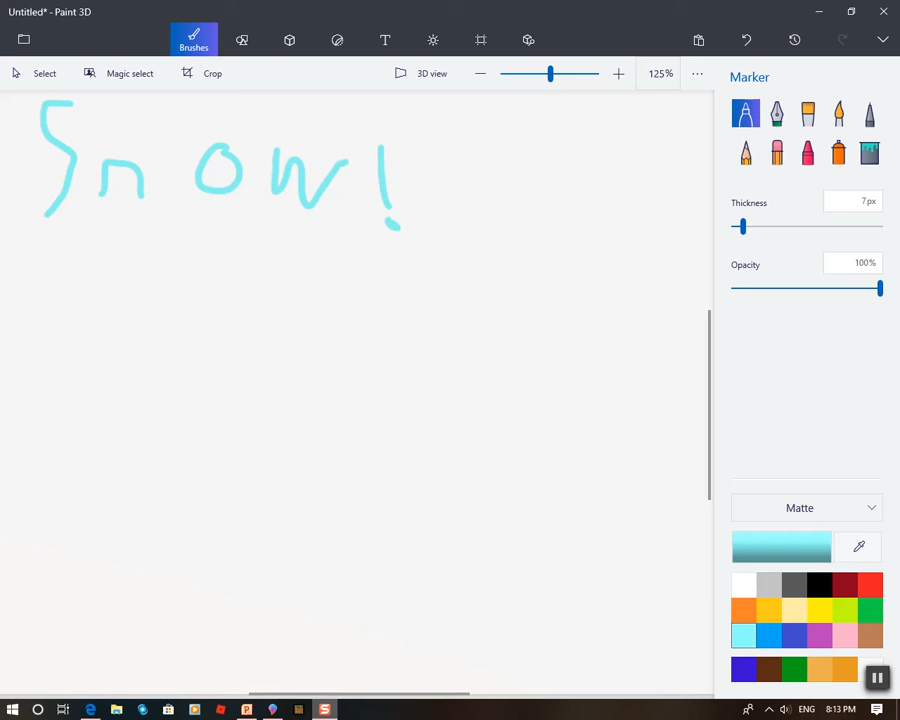 Untitled* - Paint 3D
Brushes
Select
Magic select
Crop
3D view
125%
Marker
Snow!
Thickness
7px
Opacity
100%
Matte
ENG
8:13 PM